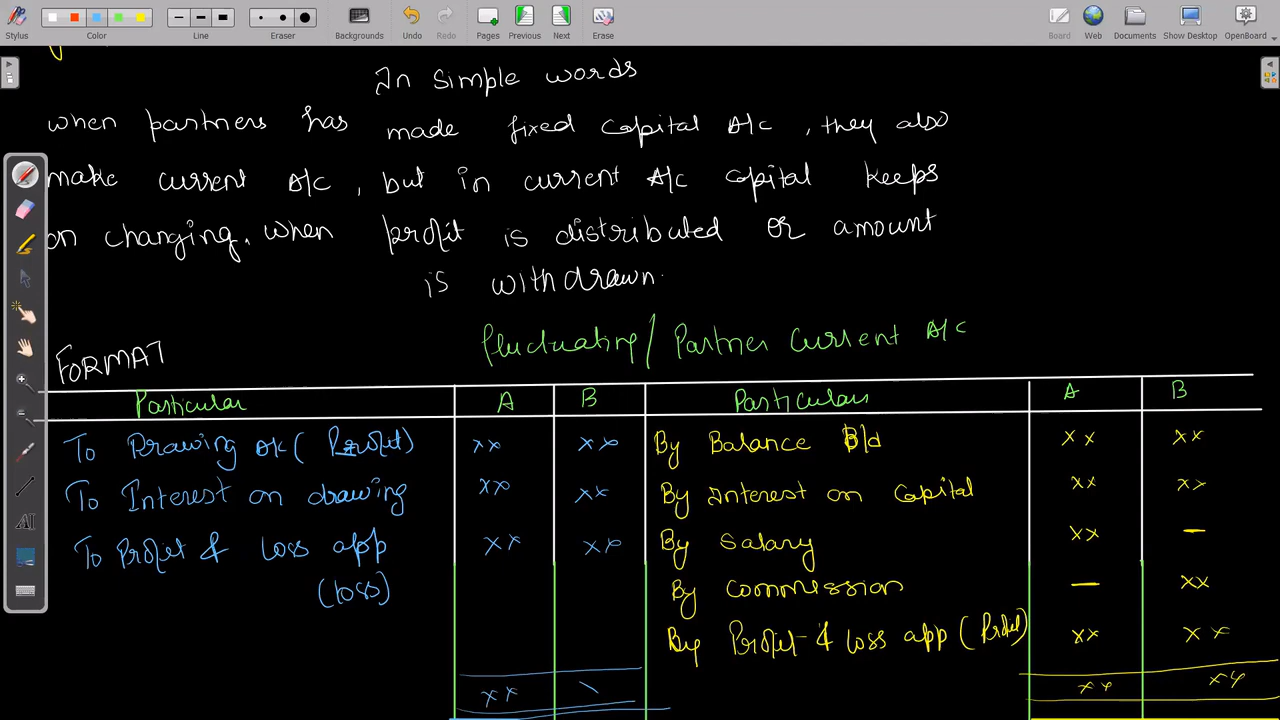 Stylus Color Line Eraser Backgrounds Undo Redo Pages Previous Next Erase Board Web Documents Show Desktop OpenBoard
In simple words
when partners has made fixed capital A/c, they also
make current A/c, but in current A/c capital keeps
on changing. when profit is distributed or amount
is withdrawn.
FORMAT
fluctuating/Partner Current A/c
Particular A B Particulars A B
To Drawing A/c (Profit) xx xx By Balance B/d xx xx
To Interest on drawing xx xx By Interest on capital xx xx
To Profit & loss app xx xx By Salary xx —
(loss) By commession — xx
By Profit & loss app (Profit) xx xx
xx xx xx